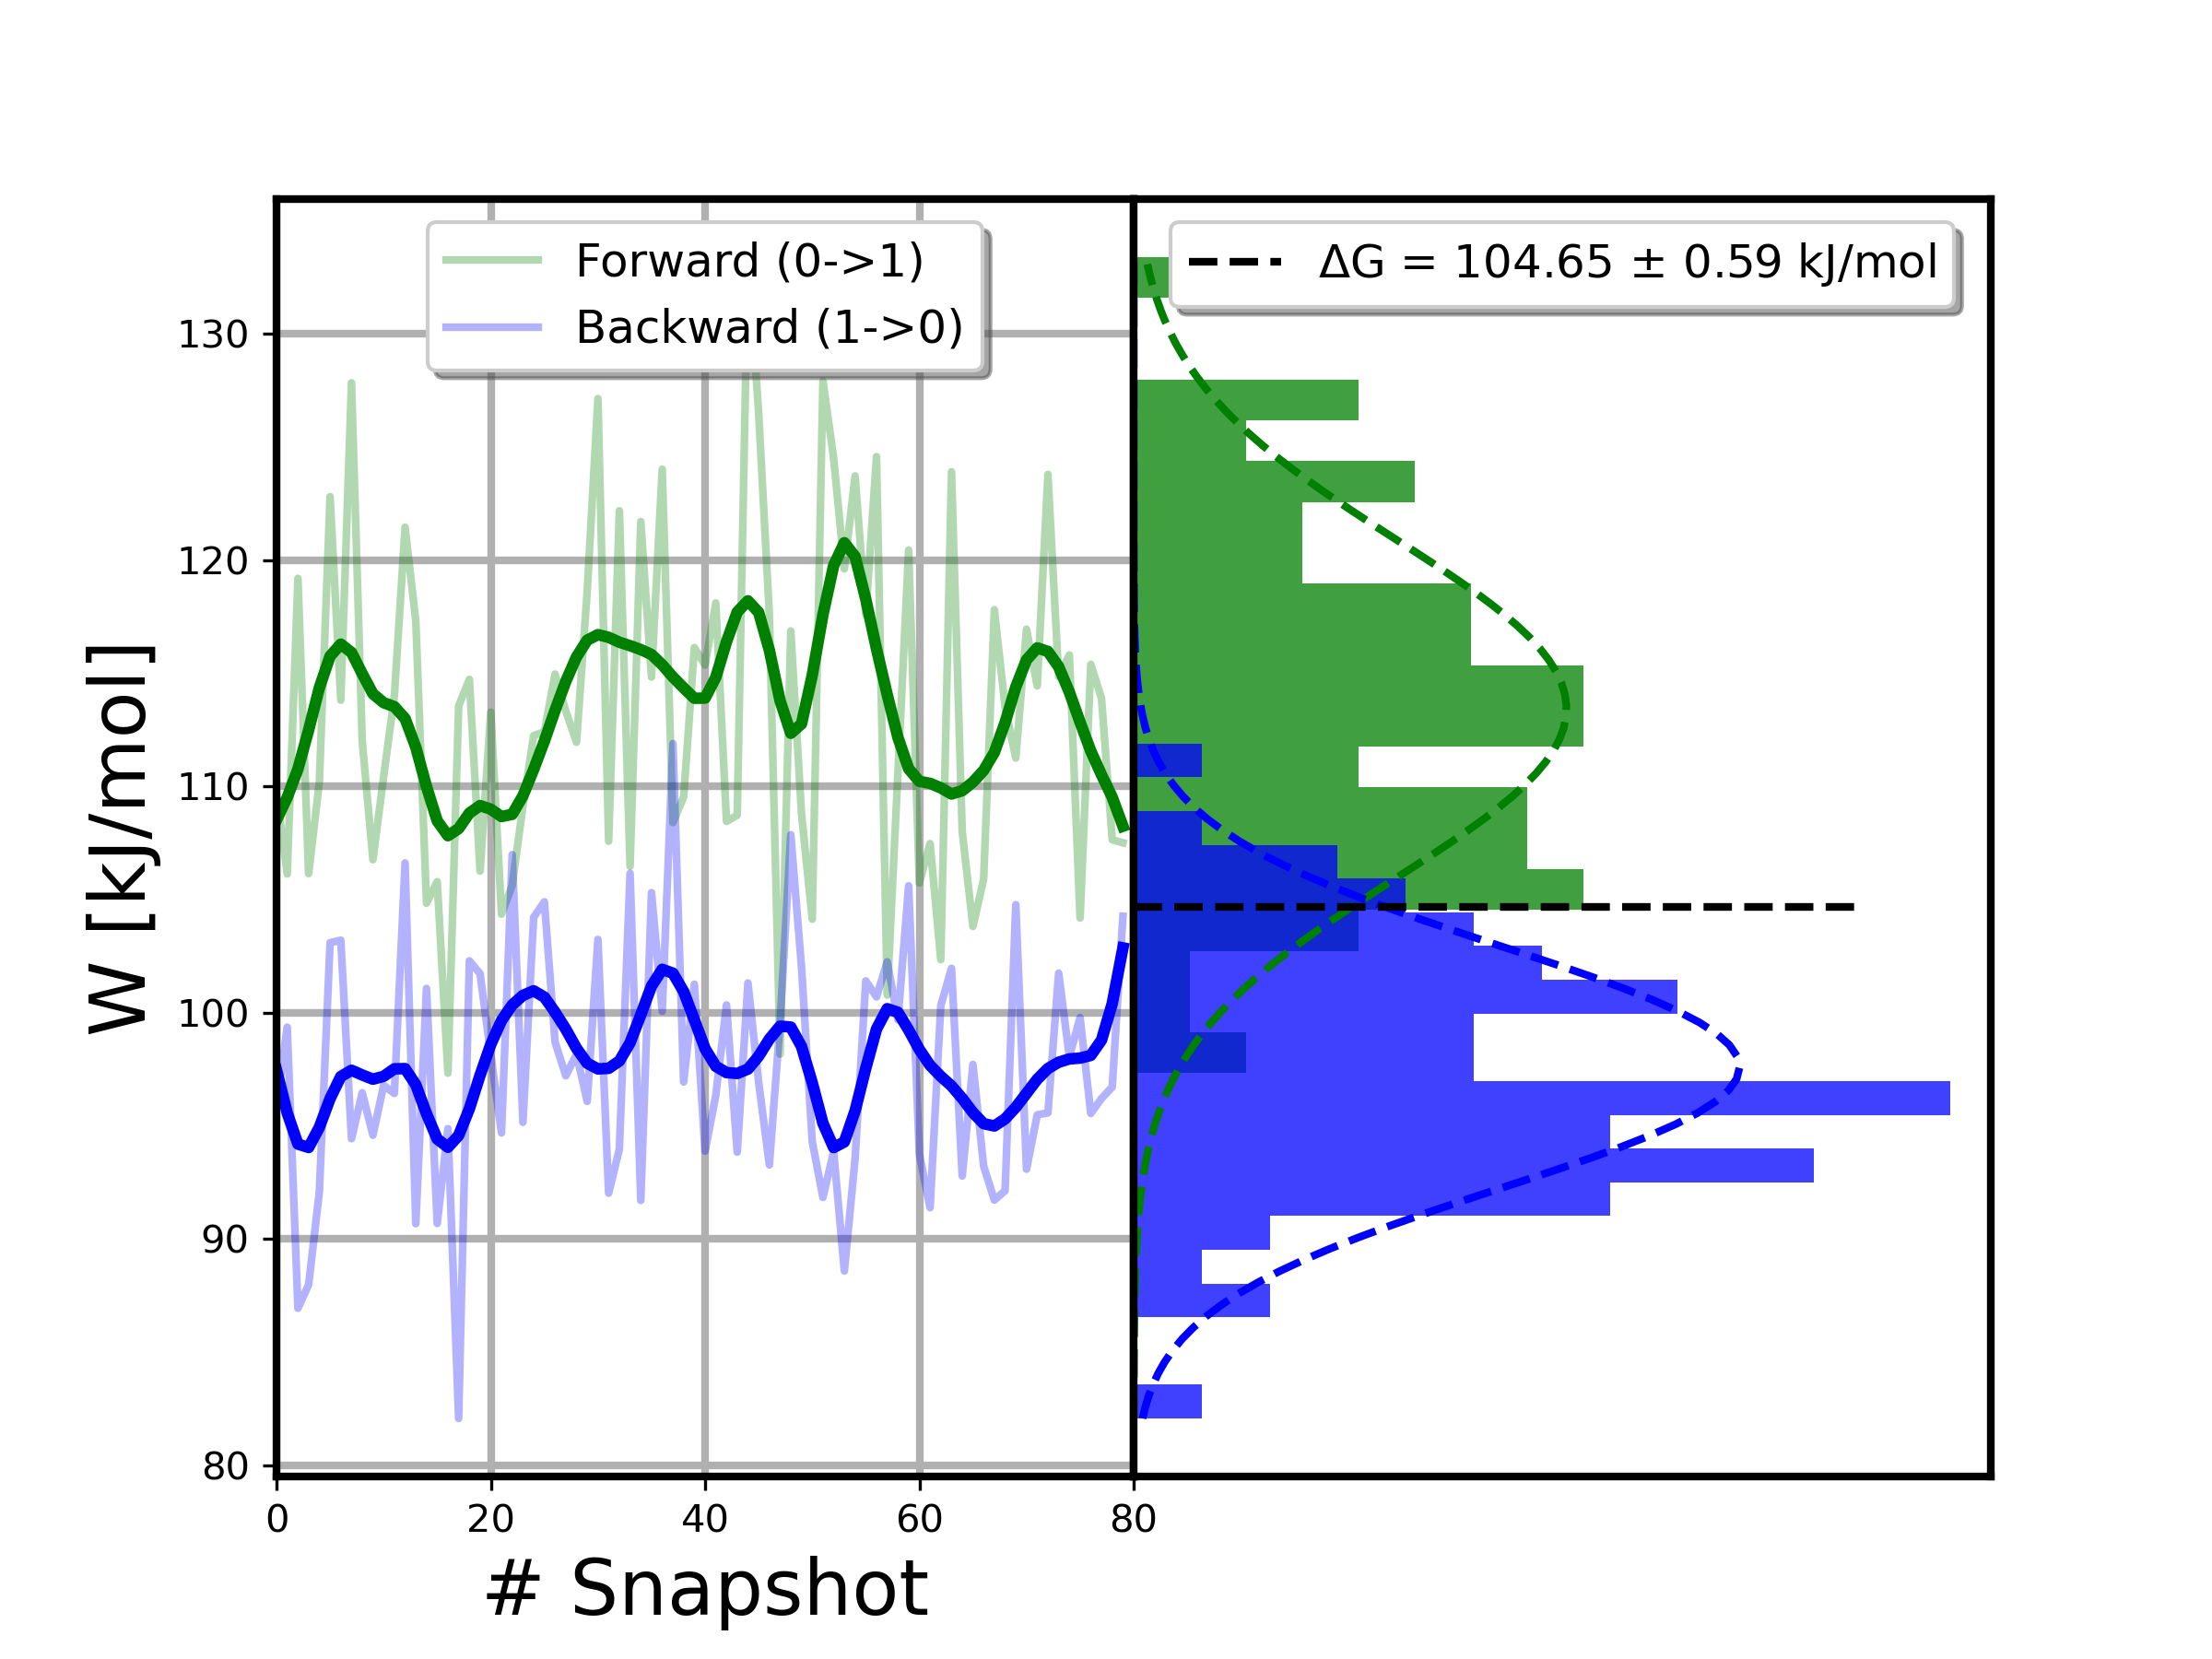 Forward (0->1)
Backward (1->0)
ΔG = 104.65 ± 0.59 kJ/mol
W [kJ/mol]
130
120
110
100
90
80
0 20 40 60 80
# Snapshot